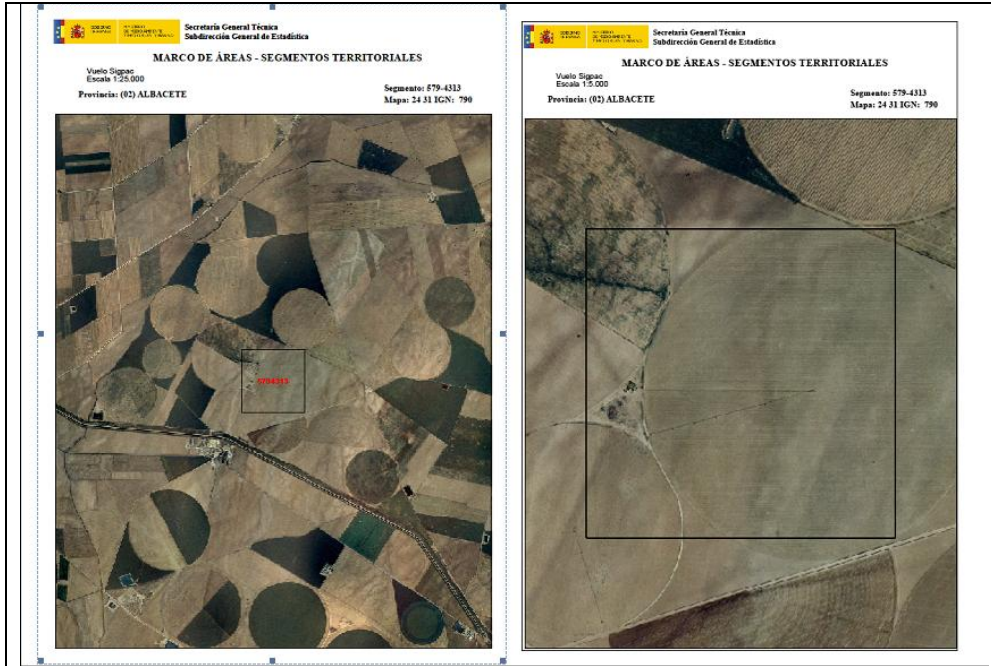 Secretaría General Técnica
Subdirección General de Estadística
MARCO DE ÁREAS - SEGMENTOS TERRITORIALES
Vuelo Sigpac
Escala 1:25.000
Provincia: (02) ALBACETE
Segmento: 579-4313
Mapa: 24 31 IGN: 790
5794313
Secretaría General Técnica
Subdirección General de Estadística
MARCO DE ÁREAS - SEGMENTOS TERRITORIALES
Vuelo Sigpac
Escala 1:5.000
Provincia: (02) ALBACETE
Segmento: 579-4313
Mapa: 24 31 IGN: 790